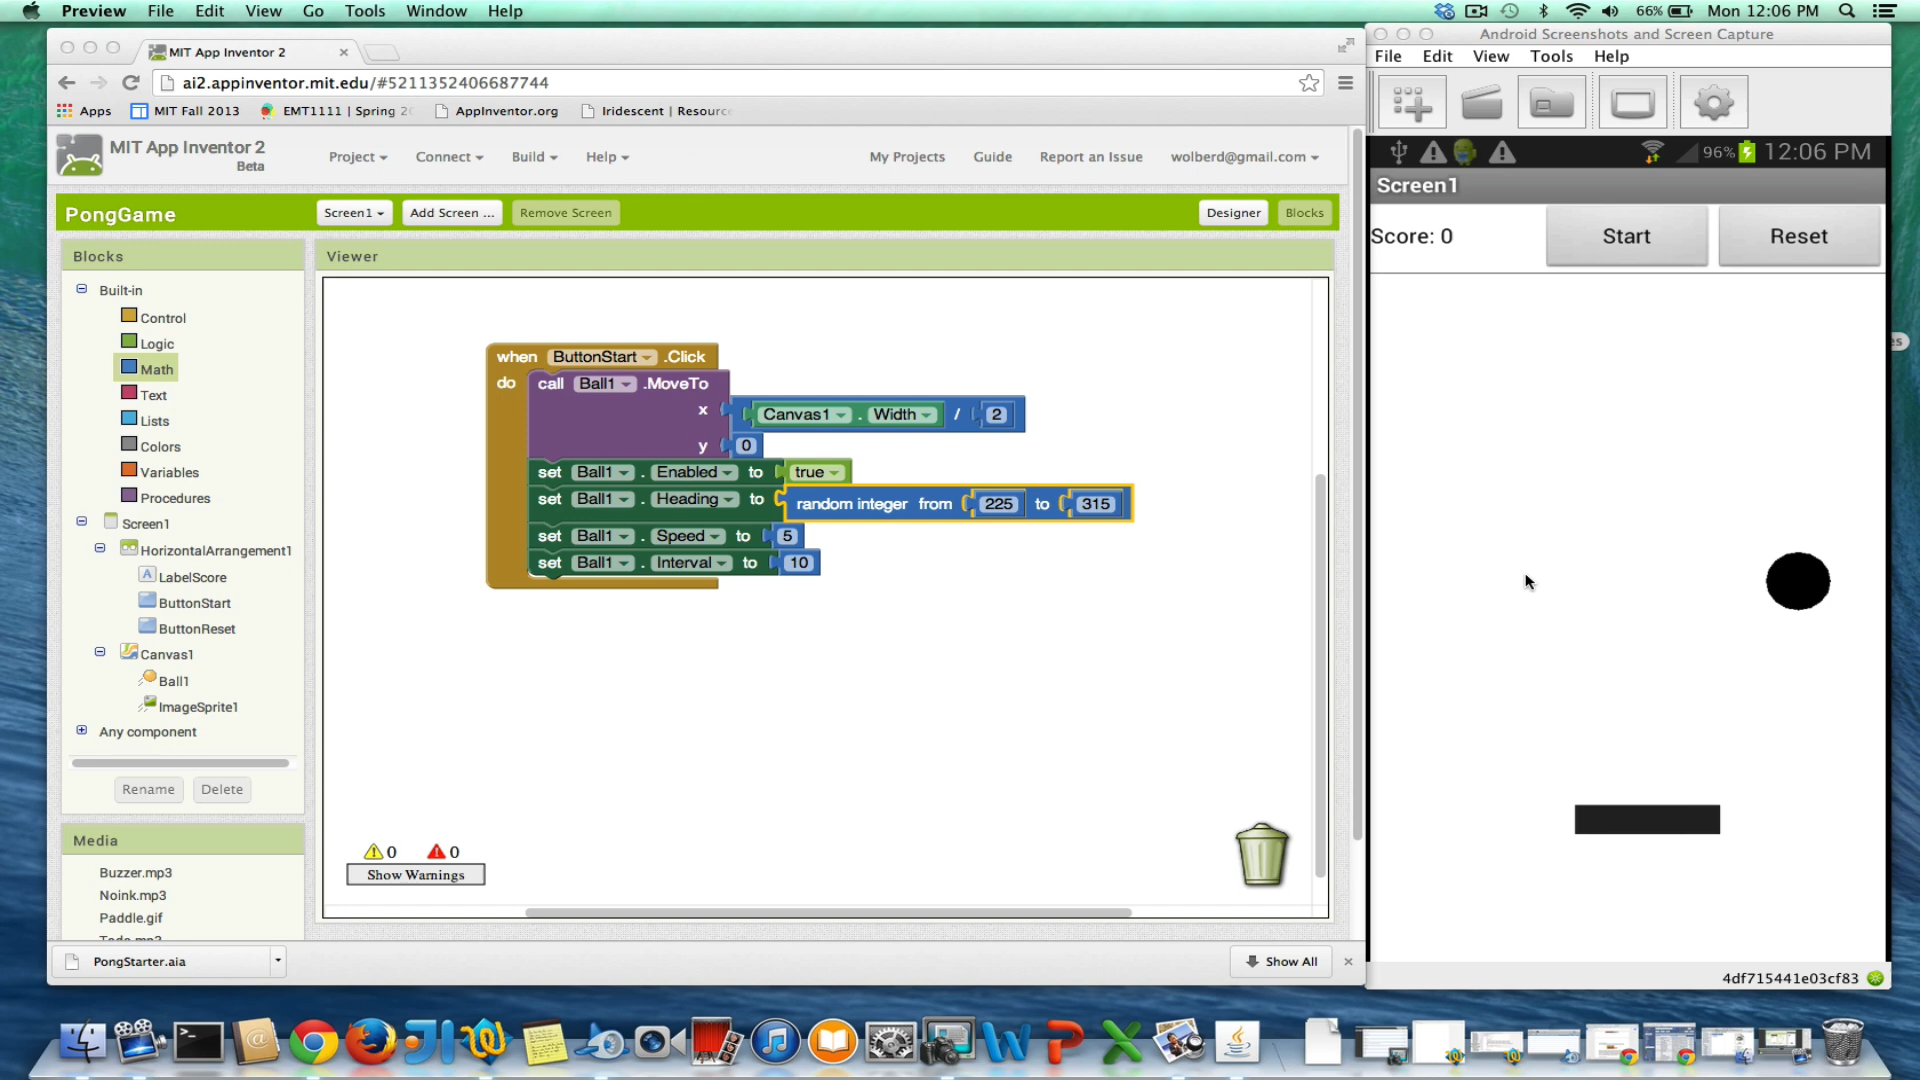 Preview File Edit View Go Tools Window Help
66% Mon 12:06 PM
MIT App Inventor 2
ai2.appinventor.mit.edu/#5211352406687744
Apps MIT Fall 2013 EMT1111 | Spring 2 AppInventor.org Iridescent | Resourc
MIT App Inventor 2
Beta
Project Connect Build Help
My Projects Guide Report an Issue wolberd@gmail.com
PongGame Screen1 Add Screen ... Remove Screen Designer Blocks
Blocks
Built-in
Control
Logic
Math
Text
Lists
Colors
Variables
Procedures
Screen1
HorizontalArrangement1
LabelScore
ButtonStart
ButtonReset
Canvas1
Ball1
ImageSprite1
Any component
Rename Delete
Media
Buzzer.mp3
Noink.mp3
Paddle.gif
Viewer
when ButtonStart .Click
do call Ball1 .MoveTo
x Canvas1 . Width / 2
y 0
set Ball1 . Enabled to true
set Ball1 . Heading to random integer from 225 to 315
set Ball1 . Speed to 5
set Ball1 . Interval to 10
0 0
Show Warnings
PongStarter.aia
Show All
Android Screenshots and Screen Capture
File Edit View Tools Help
96% 12:06 PM
Screen1
Score: 0 Start Reset
es
4df715441e03cf83